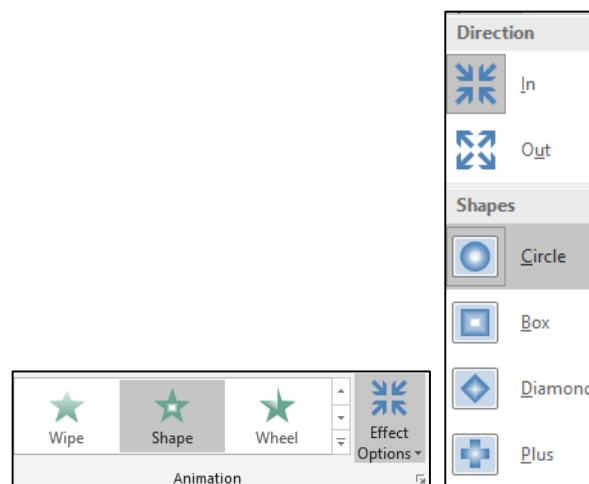 Direction
In
Out
Shapes
Circle
Box
Diamond
Plus
Wipe
Shape
Wheel
Effect
Options
Animation